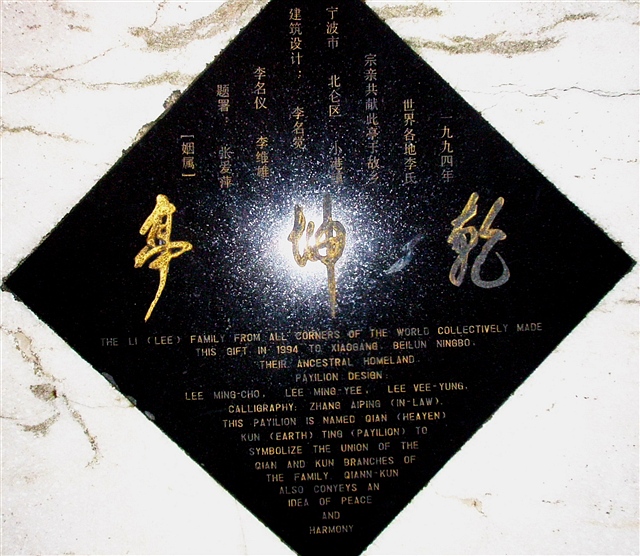 一九九四年
世界各地李氏
宗亲共献此亭于故乡
宁波市 北仑区 小港
建筑设计： 李名觉
李名仪 李维
题署： 张爱萍
[姻属]
乾坤亭
THE LI (LEE) FAMILY FROM ALL CORNERS OF THE WORLD COLLECTIVELY MADE
THIS GIFT IN 1994 TO XIAOGANG, BEILUN NINGBO,
THEIR ANCESTRAL HOMELAND.
PAVILION DESIGN:
LEE MING-CHO, LEE MING-YEE, LEE VEE-YUNG,
CALLIGRAPHY: ZHANG AIPING (IN-LAW).
THIS PAVILION IS NAMED QIAN (HEAVEN)
KUN (EARTH) TING (PAVILION) TO
SYMBOLIZE THE UNION OF THE
QIAN AND KUN BRANCHES OF
THE FAMILY. QIANN-KUN
ALSO CONVEYS AN
IDEA OF PEACE
AND
HARMONY